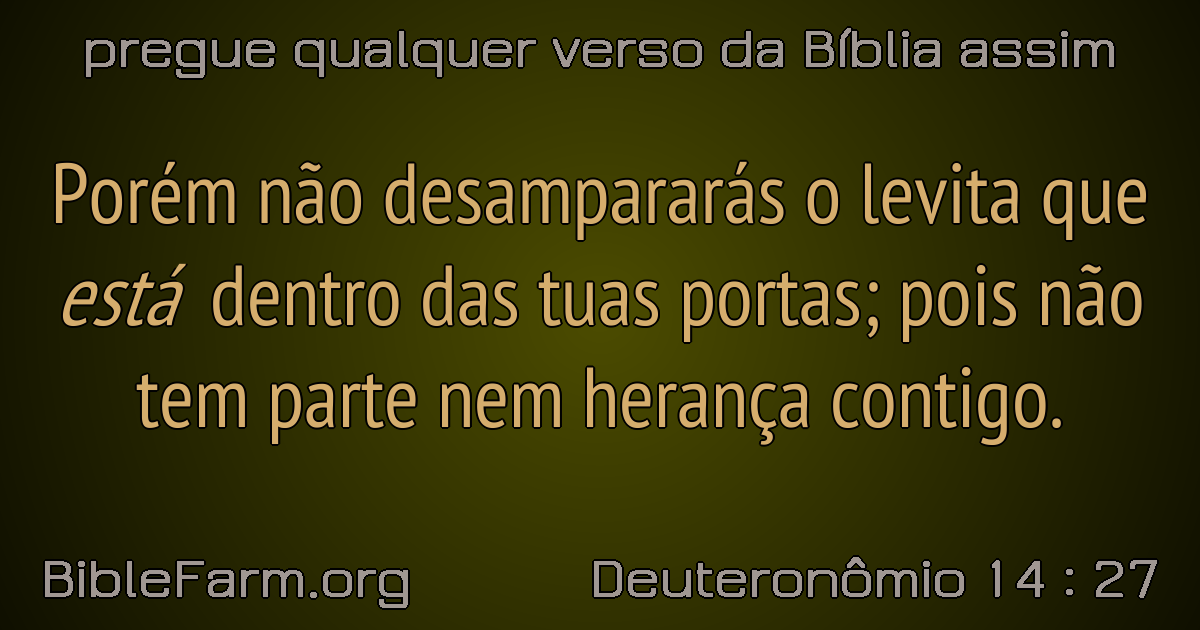 pregue qualquer verso da Bíblia assim
Porém não desampararás o levita que
está dentro das tuas portas; pois não
tem parte nem herança contigo.
BibleFarm.org
Deuteronômio 14 : 27